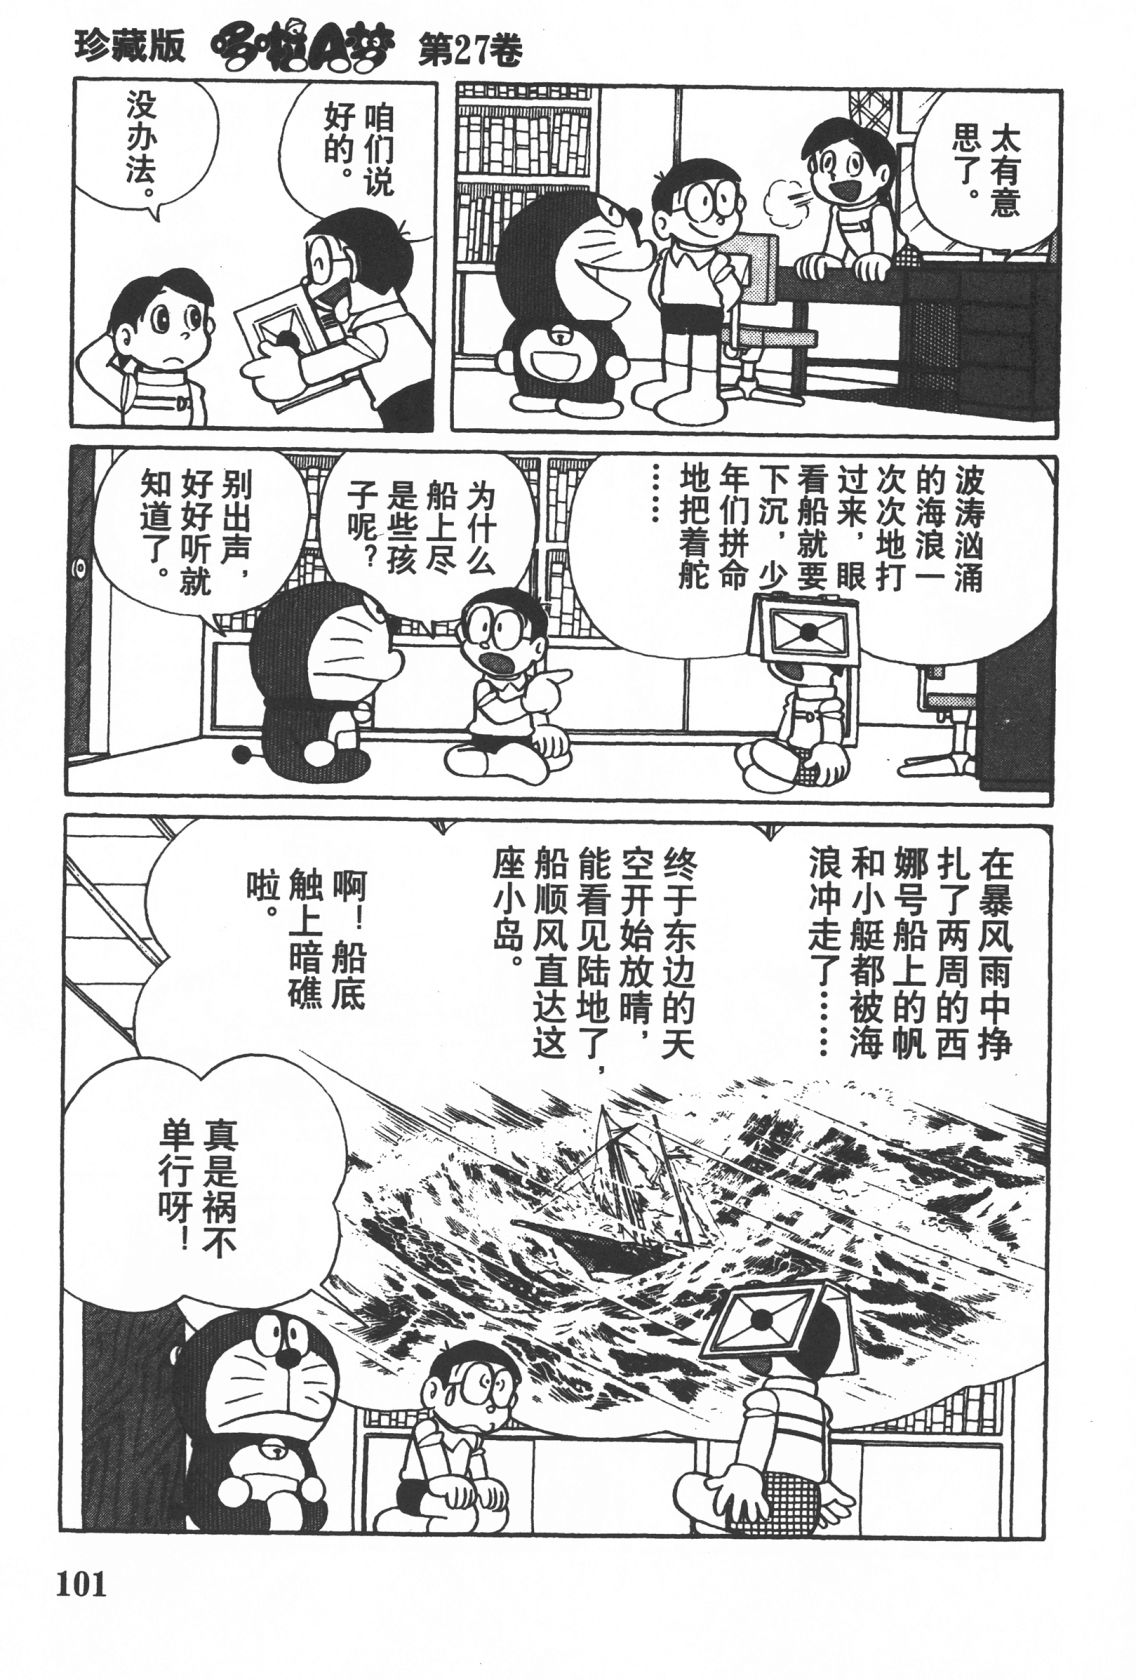 珍藏版 哆啦A梦 第27卷
太有意
思了。
咱们说
好的。
没办法。
波涛汹涌
的海浪一
次次地打
过来,眼
看船就要
下沉,少
年们拼命
地把着舵
……
为什么
船上尽
是些孩
子呢?
别出声,
好好听就
知道了。
在暴风雨中挣
扎了两周的西
娜号船上的帆
和小艇都被海
浪冲走了……
终于东边的天
空开始放晴,
能看见陆地了,
船顺风直达这
座小岛。
啊!船底
触上暗礁
啦。
真是祸不
单行呀!
101